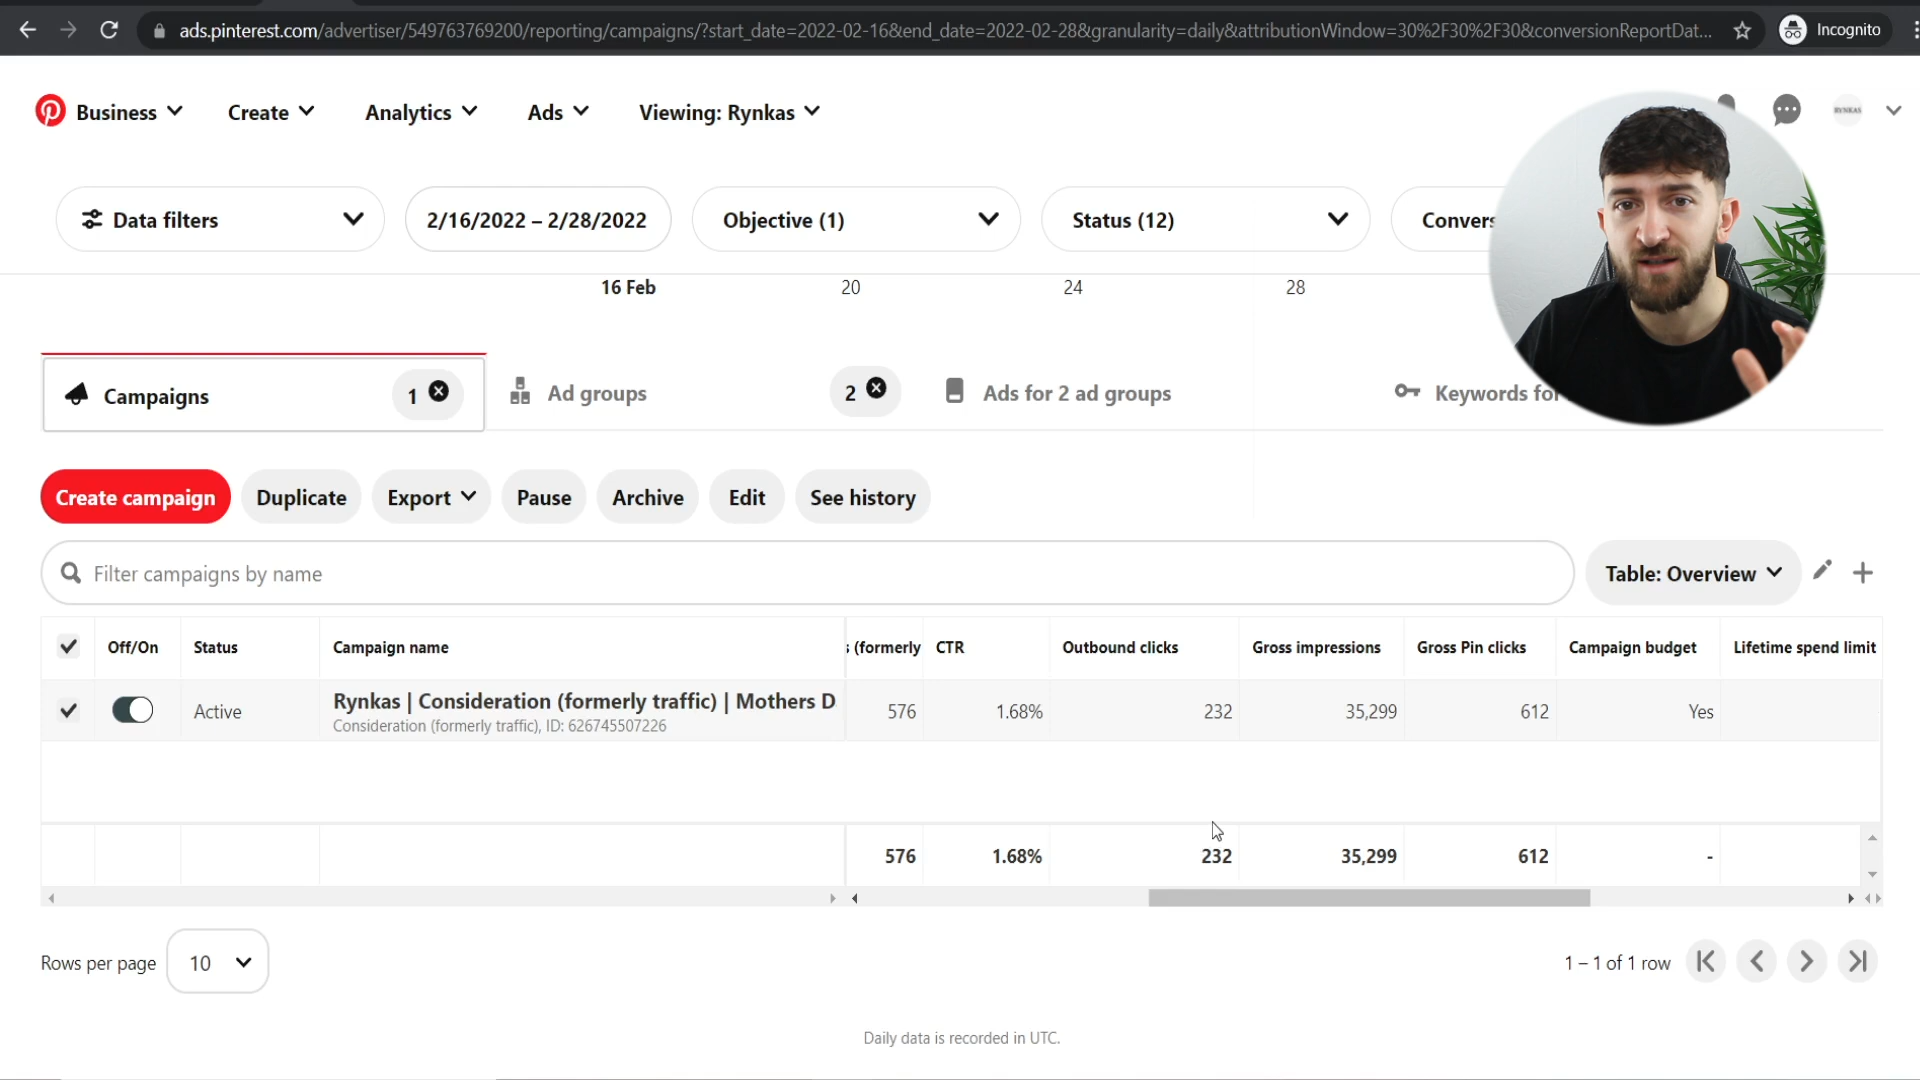 ads.pinterest.com/advertiser/549763769200/reporting/campaigns/?start_date=2022-02-16&end_date=2022-02-28&granularity=daily&attributionWindow=30%2F30%2F30&conversionReportDat...
Incognito
Business
Create
Analytics
Ads
Viewing: Rynkas
RYNKAS
Data filters
2/16/2022 – 2/28/2022
Objective (1)
Status (12)
Convers
16 Feb
20
24
28
Campaigns
1
Ad groups
2
Ads for 2 ad groups
Keywords for
Create campaign
Duplicate
Export
Pause
Archive
Edit
See history
Filter campaigns by name
Table: Overview
Off/On Status Campaign name s (formerly CTR Outbound clicks Gross impressions Gross Pin clicks Campaign budget Lifetime spend limit
Active Rynkas | Consideration (formerly traffic) | Mothers D 576 1.68% 232 35,299 612 Yes
Consideration (formerly traffic), ID: 626745507226
576 1.68% 232 35,299 612 -
Rows per page 10
1 – 1 of 1 row
Daily data is recorded in UTC.